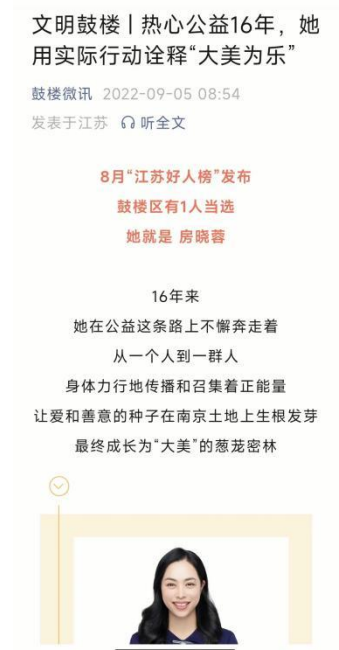 文明鼓楼丨热心公益16年，她
用实际行动诠释“大美为乐”
鼓楼微讯 2022-09-05 08:54
发表于江苏 听全文
8月“江苏好人榜”发布
鼓楼区有1人当选
她就是 房晓蓉
16年来
她在公益这条路上不懈奔走着
从一个人到一群人
身体力行地传播和召集着正能量
让爱和善意的种子在南京土地上生根发芽
最终成长为“大美”的葱茏密林